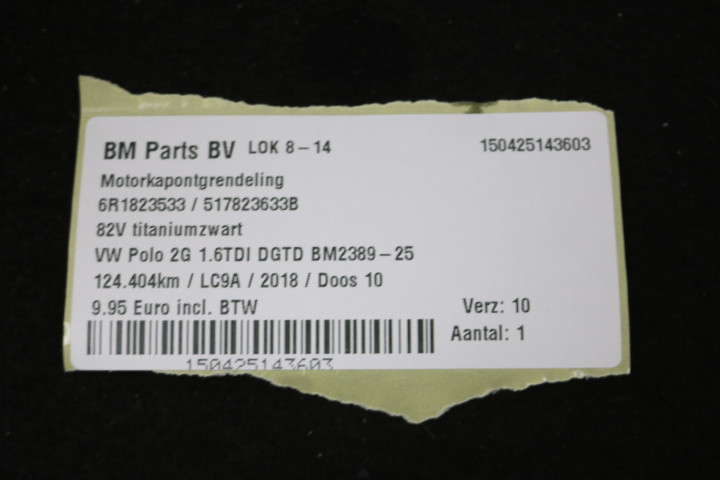 BM Parts BV LOK 8-14 150425143603
Motorkapontgrendeling
6R1823533 / 517823633B
82V titaniumzwart
VW Polo 2G 1.6TDI DGTD BM2389-25
124.404km / LC9A / 2018 / Doos 10
9.95 Euro incl. BTW Verz: 10
Aantal: 1
150425143603